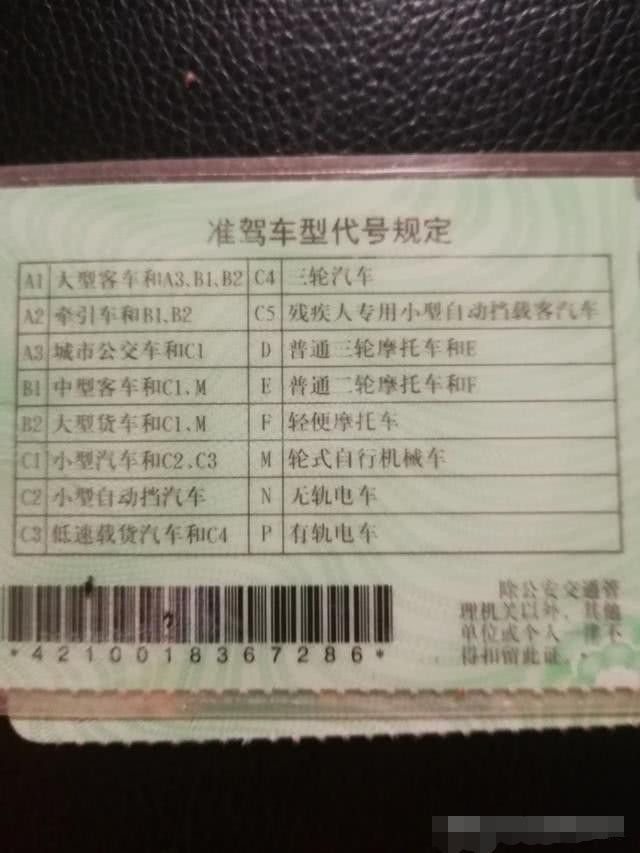 准驾车型代号规定
A1 大型客车和A3、B1、B2 C4 三轮汽车
A2 牵引车和B1、B2 C5 残疾人专用小型自动挡载客汽车
A3 城市公交车和C1 D 普通三轮摩托车和E
B1 中型客车和C1、M E 普通二轮摩托车和F
B2 大型货车和C1、M F 轻便摩托车
C1 小型汽车和C2、C3 M 轮式自行机械车
C2 小型自动挡汽车 N 无轨电车
C3 低速载货汽车和C4 P 有轨电车
除公安交通管
理机关以外，其他
单位或个人一律不
得扣留此证。
*4210018367286*